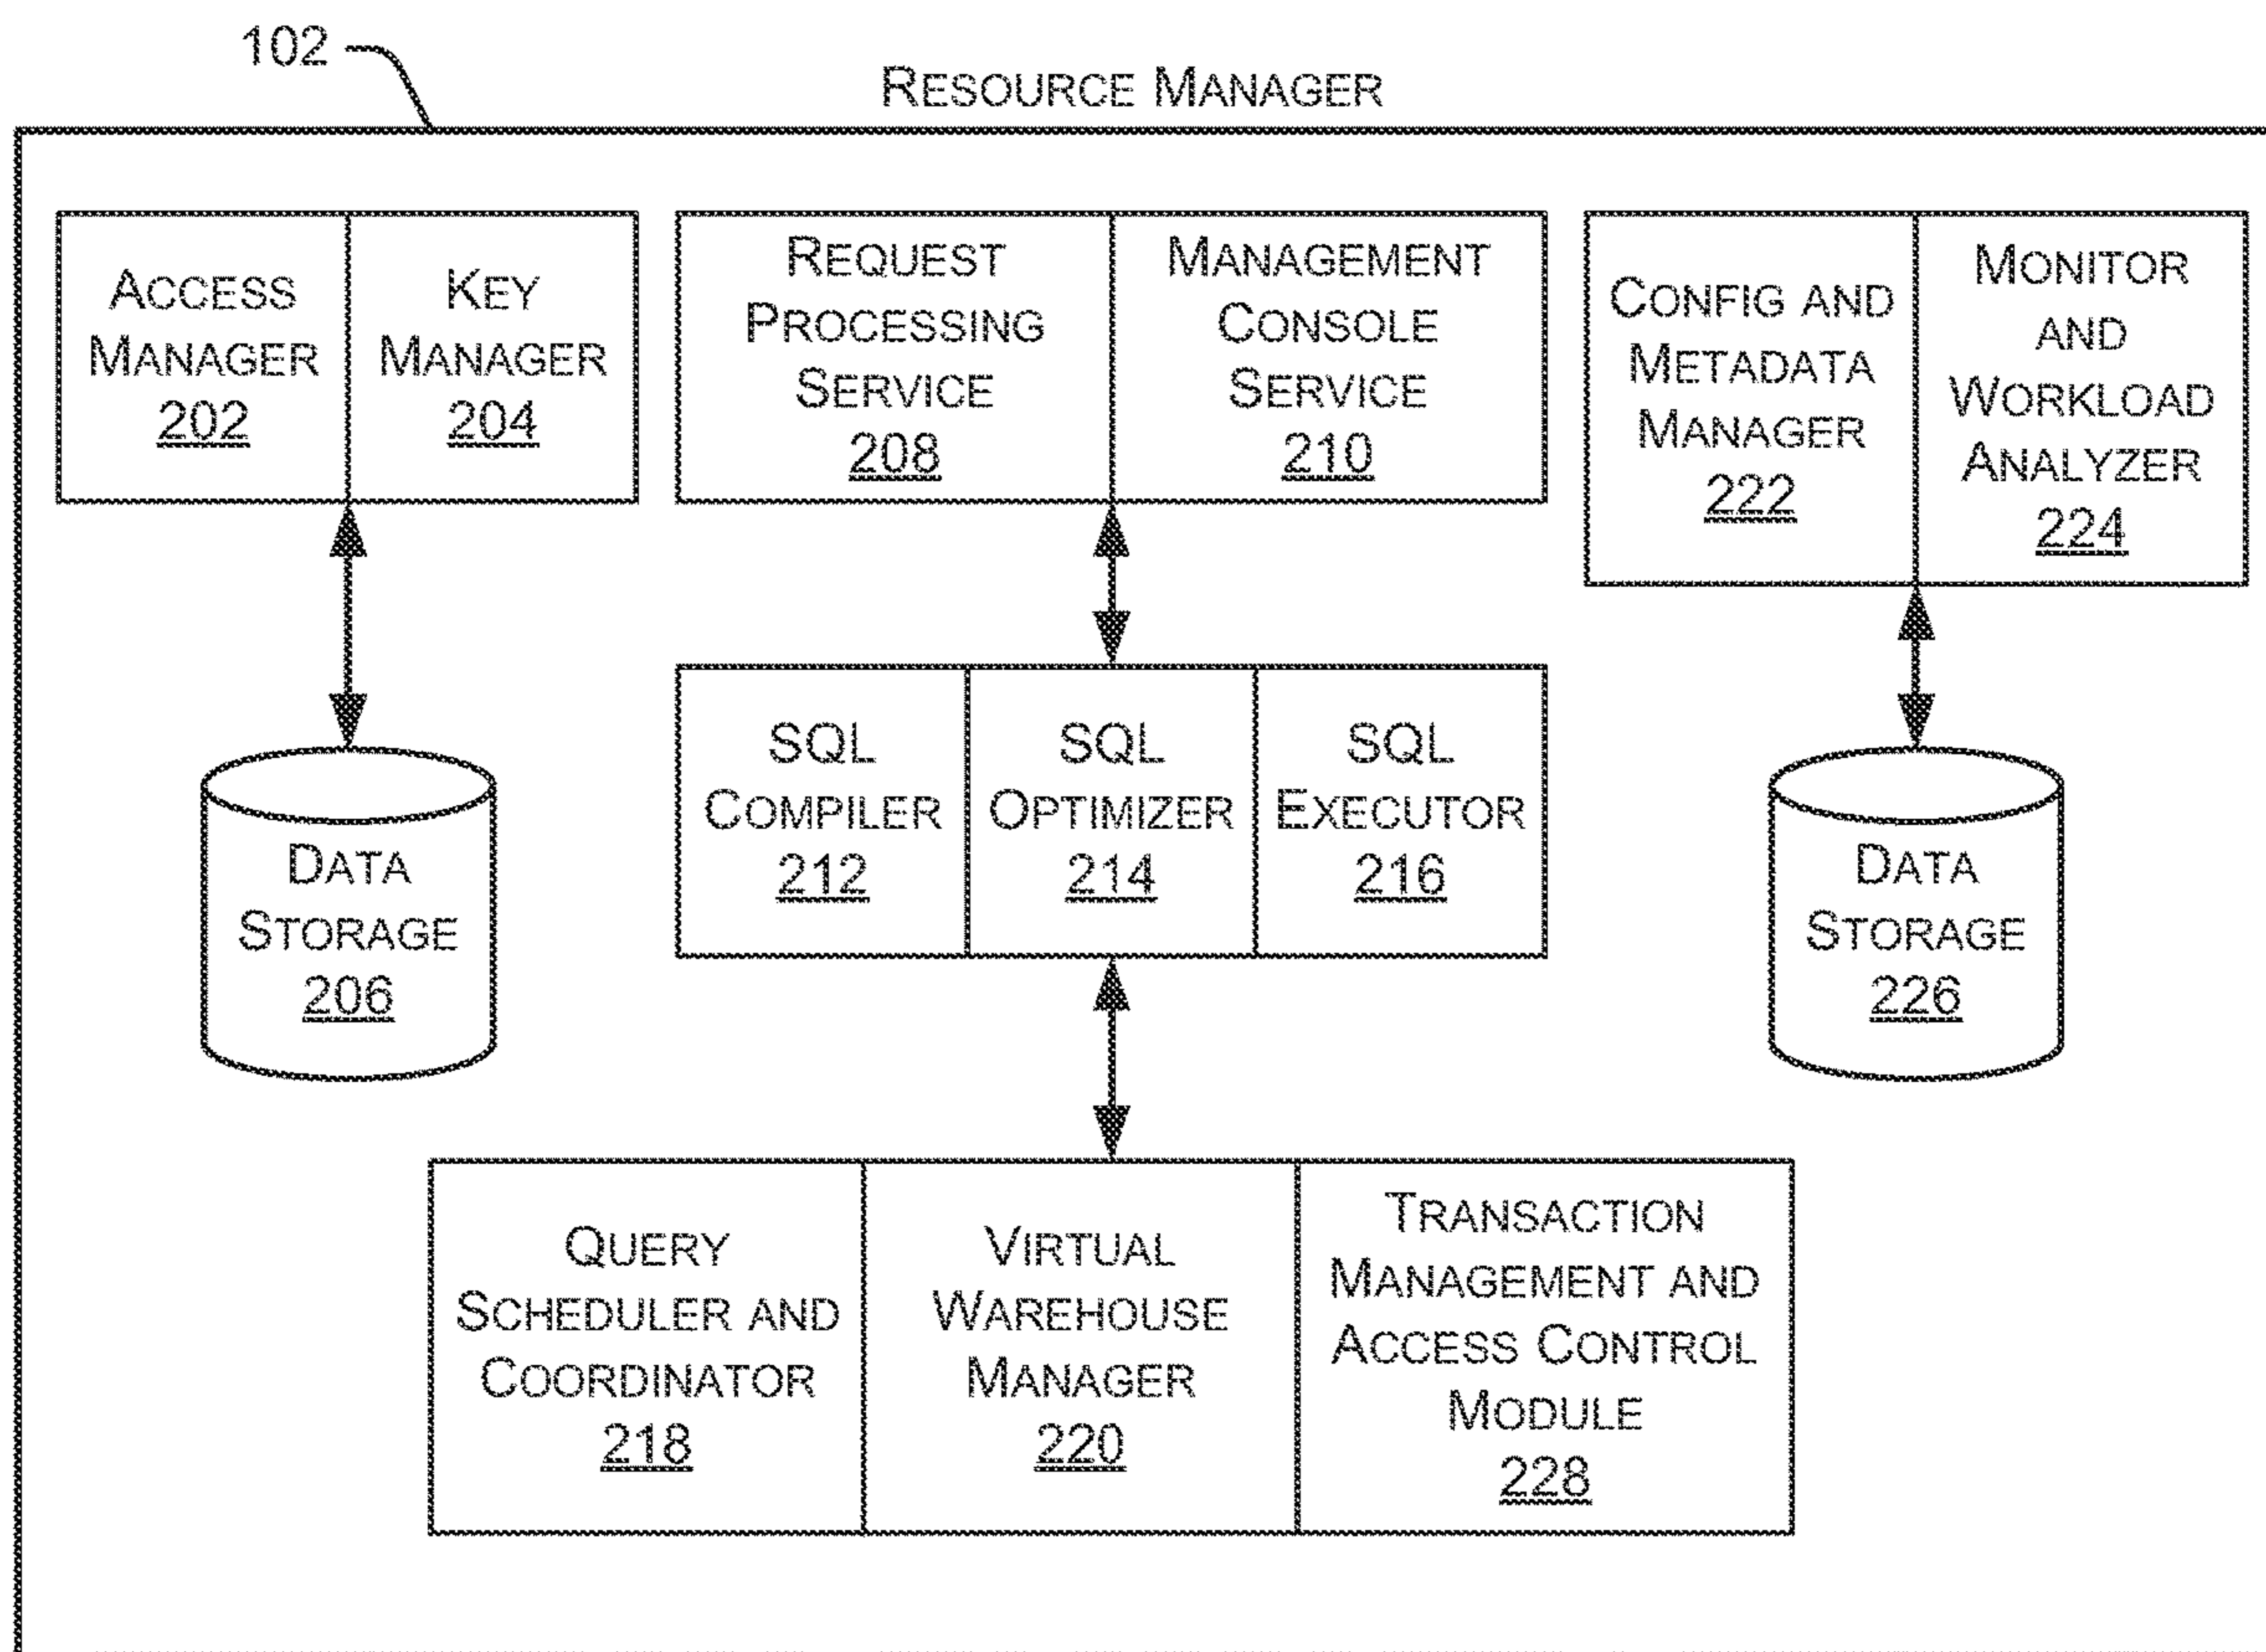 102
RESOURCE MANAGER
ACCESS
MANAGER
202
KEY
MANAGER
204
REQUEST
PROCESSING
SERVICE
208
MANAGEMENT
CONSOLE
SERVICE
210
CONFIG AND
METADATA
MANAGER
222
MONITOR
AND
WORKLOAD
ANALYZER
224
SQL
COMPILER
212
SQL
OPTIMIZER
214
SQL
EXECUTOR
216
DATA
STORAGE
206
DATA
STORAGE
226
QUERY
SCHEDULER AND
COORDINATOR
218
VIRTUAL
WAREHOUSE
MANAGER
220
TRANSACTION
MANAGEMENT AND
ACCESS CONTROL
MODULE
228